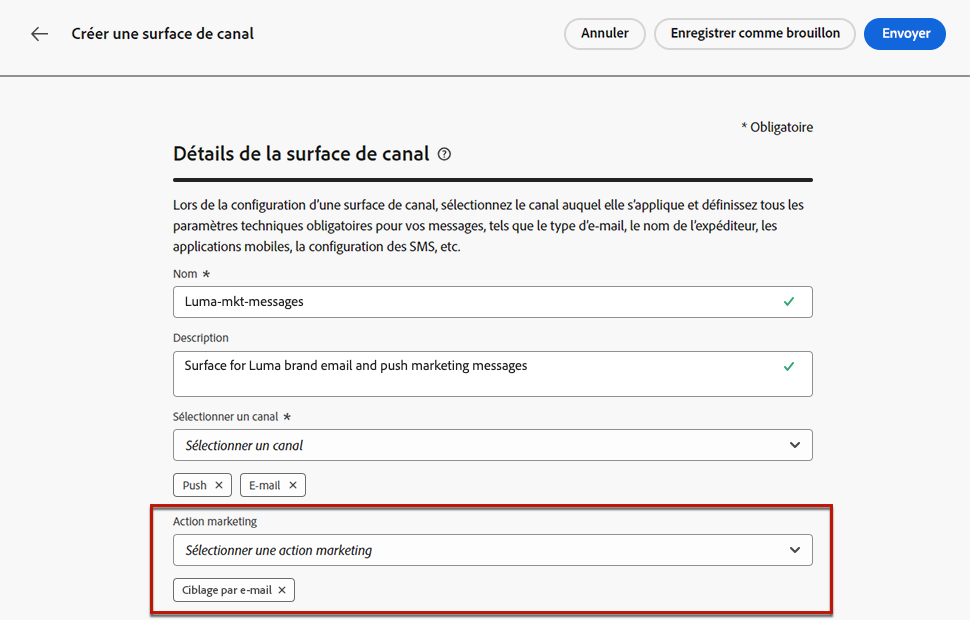 Créer une surface de canal
Annuler
Enregistrer comme brouillon
Envoyer
* Obligatoire
Détails de la surface de canal
Lors de la configuration d’une surface de canal, sélectionnez le canal auquel elle s’applique et définissez tous les
paramètres techniques obligatoires pour vos messages, tels que le type d’e-mail, le nom de l’expéditeur, les
applications mobiles, la configuration des SMS, etc.
Nom *
Luma-mkt-messages
Description
Surface for Luma brand email and push marketing messages
Sélectionner un canal *
Sélectionner un canal
Push
E-mail
Action marketing
Sélectionner une action marketing
Ciblage par e-mail